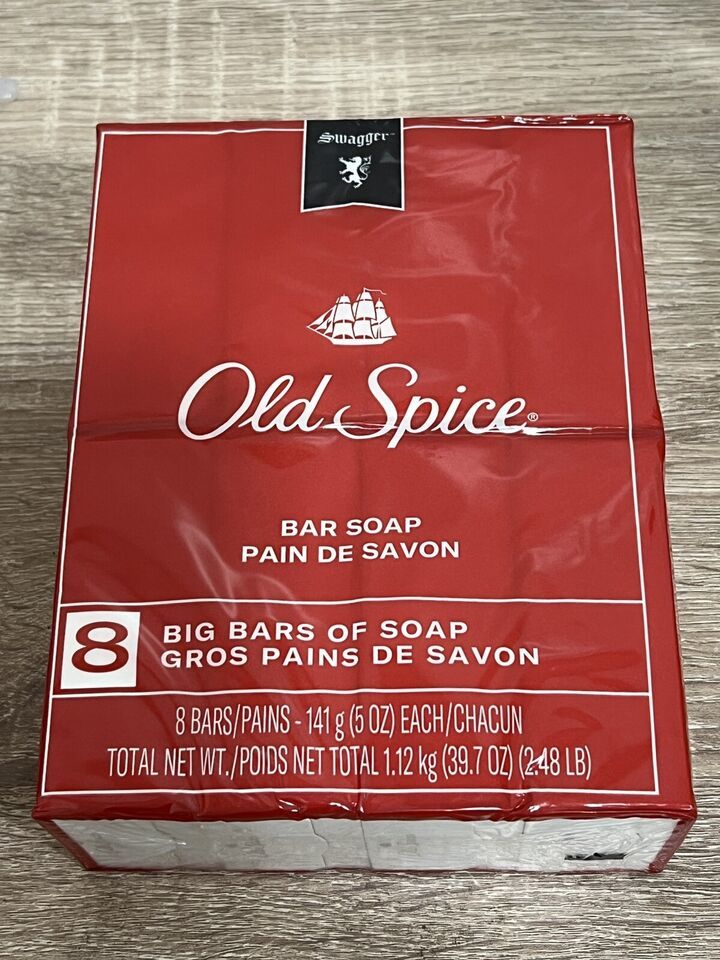 Swagger™
Old Spice®
BAR SOAP
PAIN DE SAVON
8
BIG BARS OF SOAP
GROS PAINS DE SAVON
8 BARS/PAINS - 141 g (5 OZ) EACH/CHACUN
TOTAL NET WT./POIDS NET TOTAL 1.12 kg (39.7 OZ) (2.48 LB)